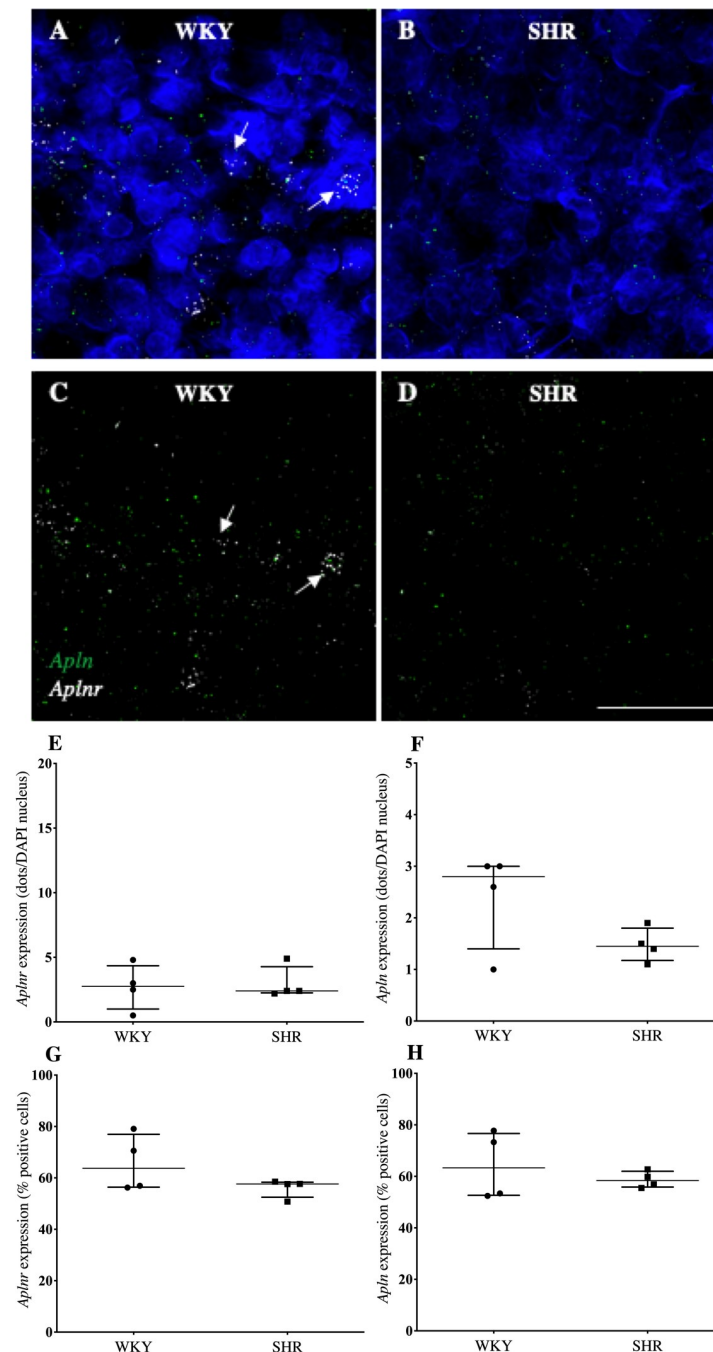 A WKY
B SHR
C WKY
D SHR
Apln
Aplnr
E
Aplnr expression (dots/DAPI nucleus)
20
15
10
5
0
WKY SHR
F
Apln expression (dots/DAPI nucleus)
5
4
3
2
1
0
WKY SHR
G
Aplnr expression (% positive cells)
100
80
60
40
20
0
WKY SHR
H
Apln expression (% positive cells)
100
80
60
40
20
0
WKY SHR